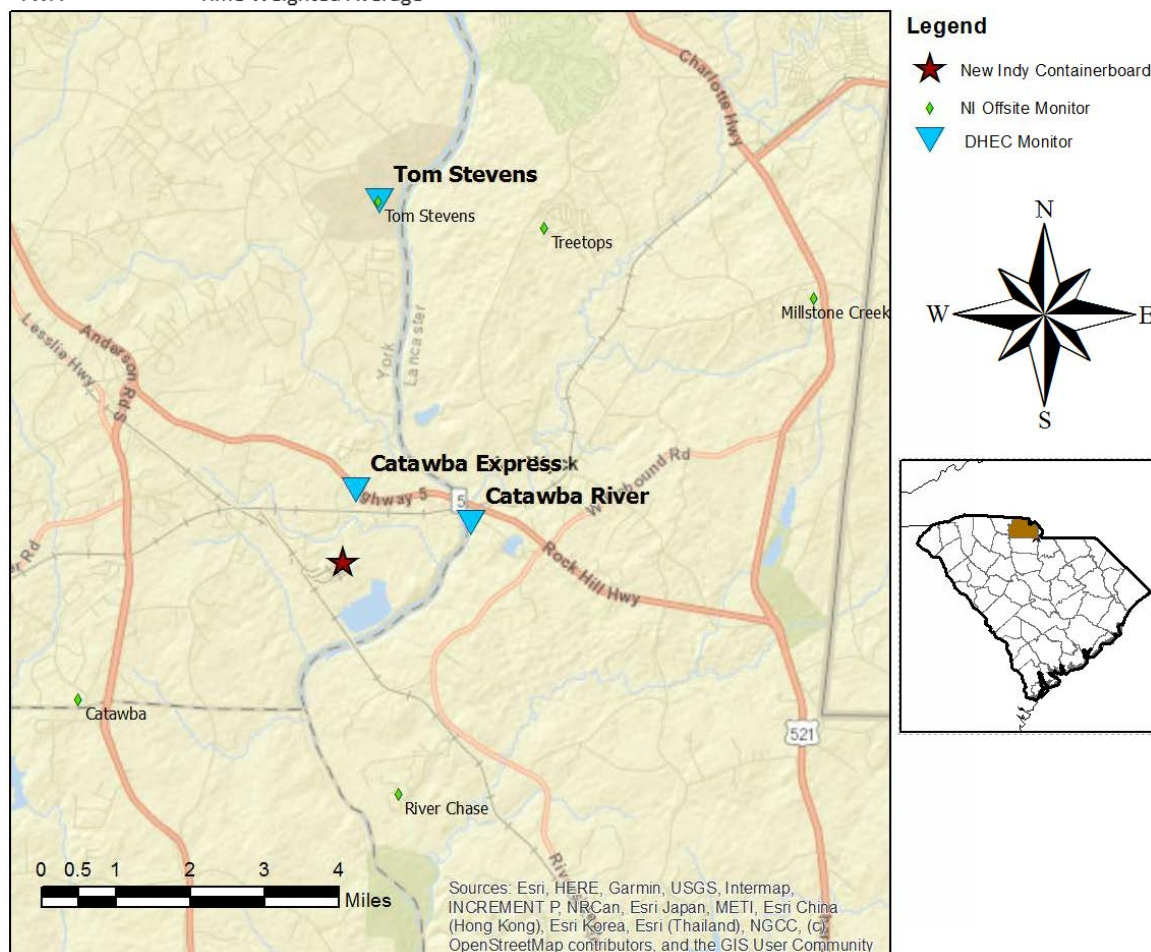 Time Weighted Average
Legend
New Indy Containerboard
NI Offsite Monitor
DHEC Monitor
N
W
E
S
Charlotte Hwy
Tom Stevens
Tom Stevens
Treetops
Millstone Creek
Lesslie Hwy
Anderson Rd S
York
Lancaster
Catawba Express
Highway 5
5
Catawba River
Rock Hill Hwy
521
Catawba
River Chase
0 0.5 1 2 3 4
Miles
Sources: Esri, HERE, Garmin, USGS, Intermap,
INCREMENT P, NRCan, Esri Japan, METI, Esri China
(Hong Kong), Esri Korea, Esri (Thailand), NGCC, (c)
OpenStreetMap contributors, and the GIS User Community